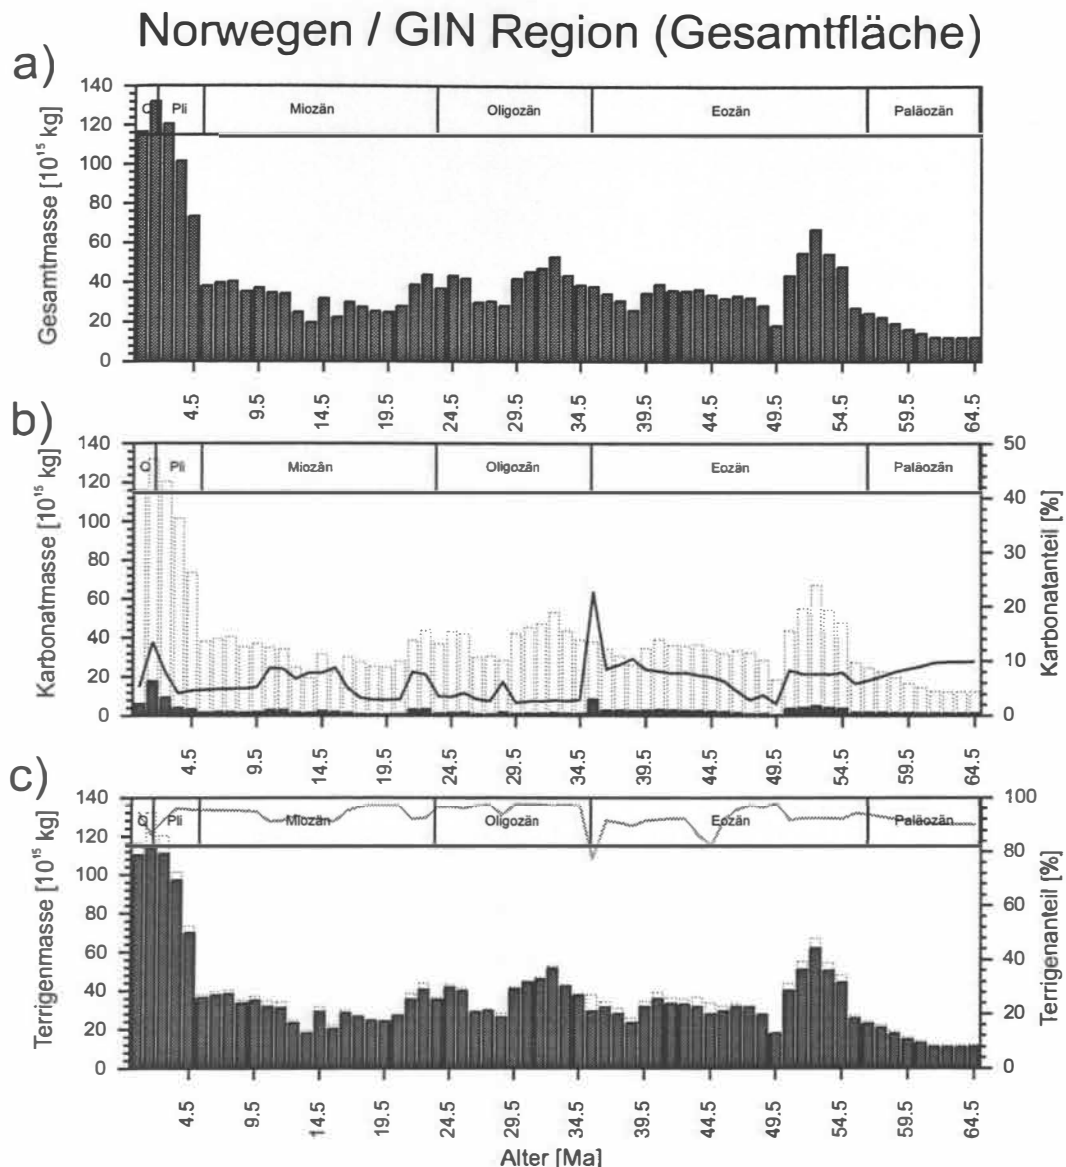 Norwegen / GIN Region (Gesamtfläche)
a)
Gesamtmasse [10¹⁵ kg]
140
120
100
80
60
40
20
0
Q Pli Miozän Oligozän Eozän Paläozän
4.5 9.5 14.5 19.5 24.5 29.5 34.5 39.5 44.5 49.5 54.5 59.5 64.5
b)
Karbonatmasse [10¹⁵ kg]
140
120
100
80
60
40
20
0
Q Pli Miozän Oligozän Eozän Paläozän
50
40
30
20
10
0
Karbonatanteil [%]
4.5 9.5 14.5 19.5 24.5 29.5 34.5 39.5 44.5 49.5 54.5 59.5 64.5
c)
Terrigenmasse [10¹⁵ kg]
140
120
100
80
60
40
20
0
Q Pli Miozän Oligozän Eozän Paläozän
100
80
60
40
20
0
Terrigenanteil [%]
4.5 9.5 14.5 19.5 24.5 29.5 34.5 39.5 44.5 49.5 54.5 59.5 64.5
Alter [Ma]